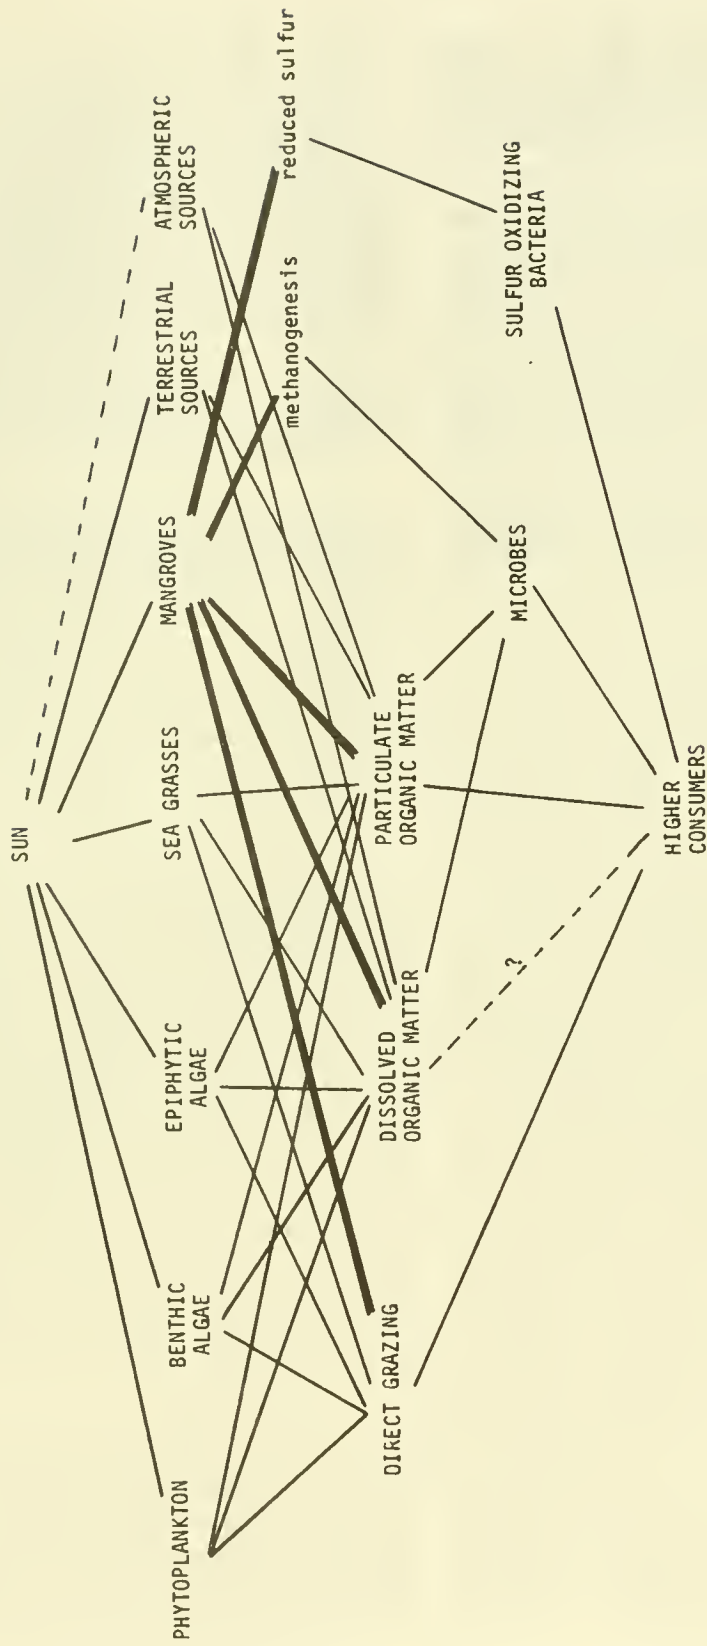 SUN
PHYTOPLANKTON
BENTHIC
ALGAE
EPIPHYTIC
ALGAE
SEA GRASSES
MANGROVES
TERRESTRIAL
SOURCES
ATMOSPHERIC
SOURCES
methanogenesis
reduced sulfur
DIRECT GRAZING
DISSOLVED
ORGANIC MATTER
PARTICULATE
ORGANIC MATTER
?
MICROBES
SULFUR OXIDIZING
BACTERIA
HIGHER
CONSUMERS